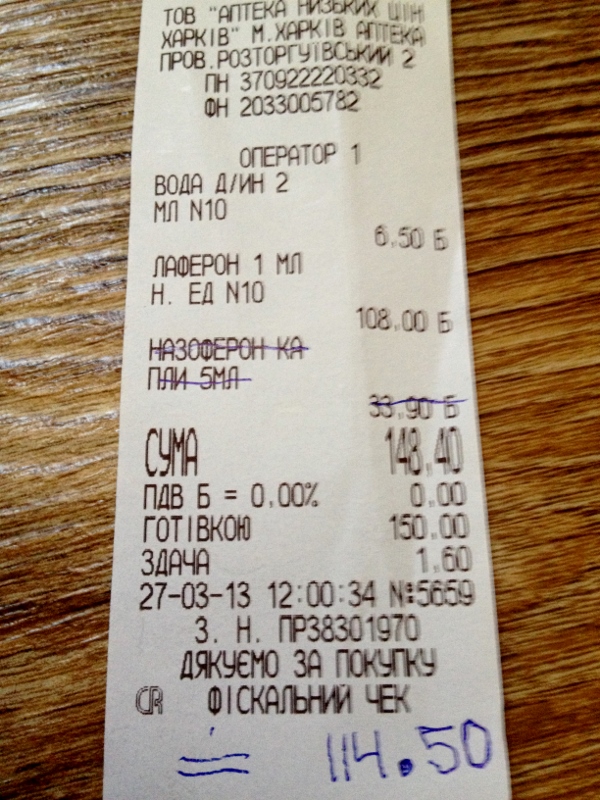 ТОВ "АПТЕКА НИЗЬКИХ ЦІН
ХАРКІВ" М.ХАРКІВ АПТЕКА
ПРОВ.РОЗТОРГУЇВСЬКИЙ 2
ПН 370922220332
ФН 2033005782
ОПЕРАТОР 1
ВОДА Д/ИН 2
МЛ N10
6,50 Б
ЛАФЕРОН 1 МЛ
Н. ЕД N10
108,00 Б
НАЗОФЕРОН КА
ПЛИ 5МЛ
33,90 Б
СУМА 148,40
ПДВ Б = 0,00% 0,00
ГОТІВКОЮ 150,00
ЗДАЧА 1,60
27-03-13 12:00:34 №5659
З. Н. ПР38301970
ДЯКУЄМО ЗА ПОКУПКУ
ФІСКАЛЬНИЙ ЧЕК
= 114.50